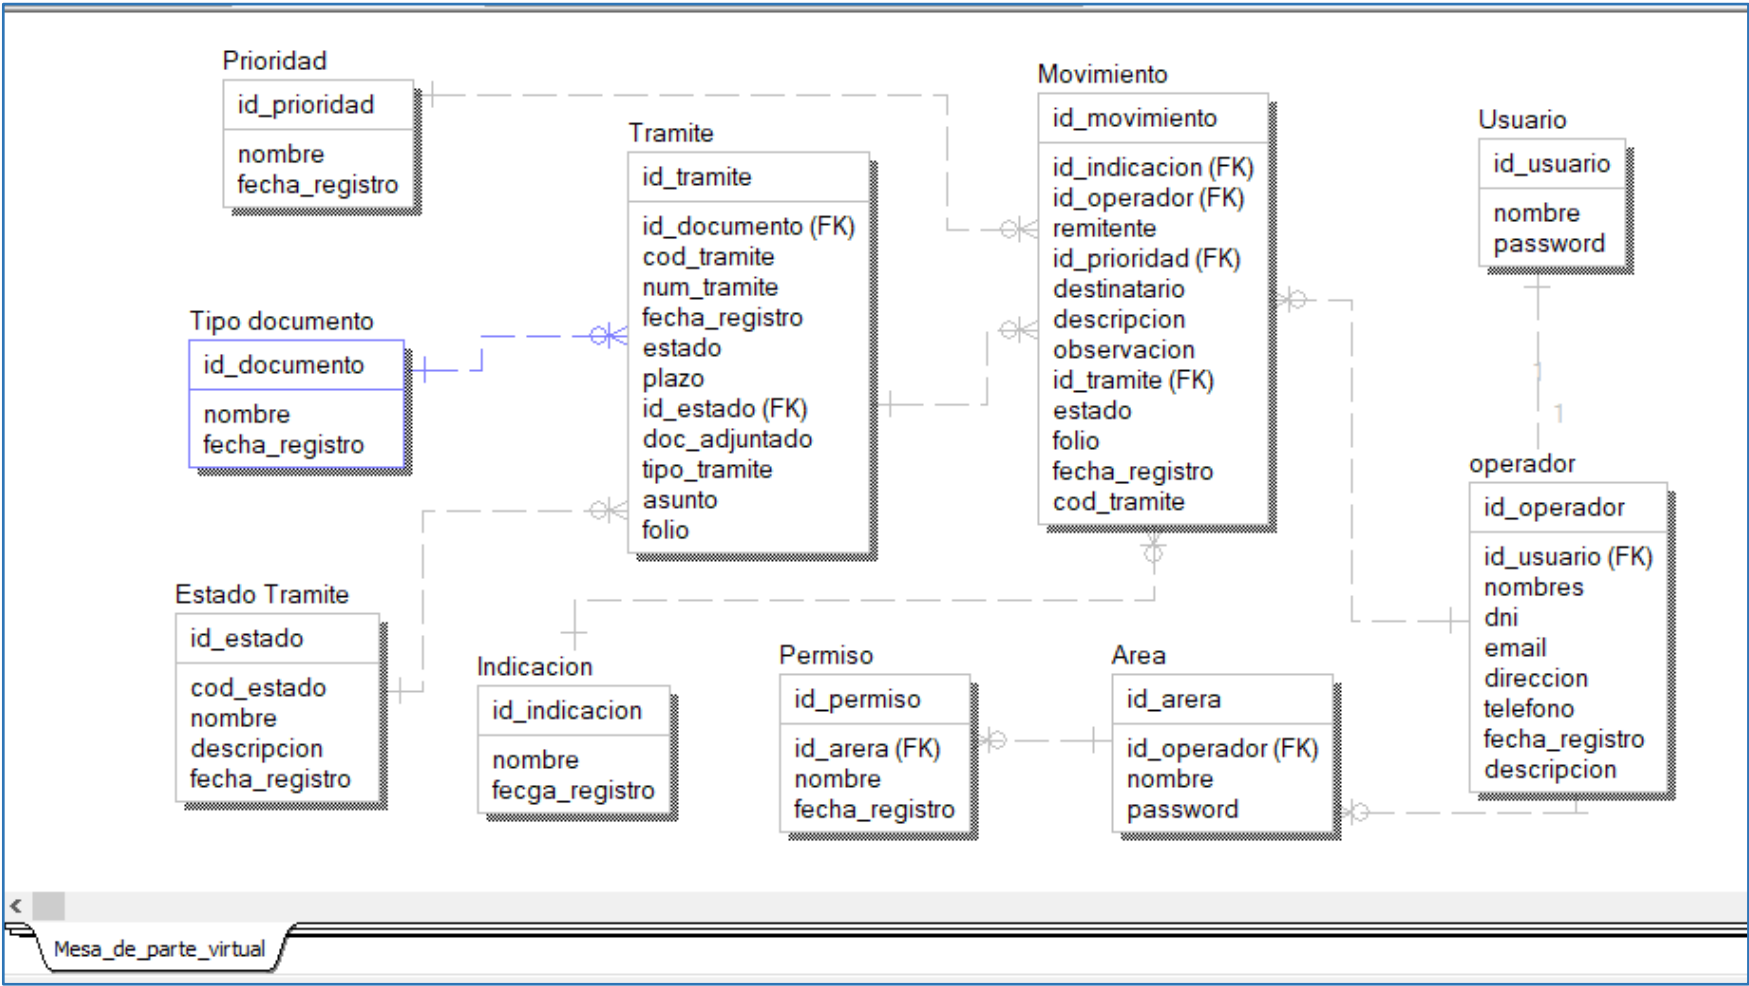 Prioridad
id_prioridad
nombre
fecha_registro
Tramite
id_tramite
id_documento (FK)
cod_tramite
num_tramite
fecha_registro
estado
plazo
id_estado (FK)
doc_adjuntado
tipo_tramite
asunto
folio
Movimiento
id_movimiento
id_indicacion (FK)
id_operador (FK)
remitente
id_prioridad (FK)
destinatario
descripcion
observacion
id_tramite (FK)
estado
folio
fecha_registro
cod_tramite
Usuario
id_usuario
nombre
password
1
1
Tipo documento
id_documento
nombre
fecha_registro
operador
id_operador
id_usuario (FK)
nombres
dni
email
direccion
telefono
fecha_registro
descripcion
Estado Tramite
id_estado
cod_estado
nombre
descripcion
fecha_registro
Indicacion
id_indicacion
nombre
fecga_registro
Permiso
id_permiso
id_arera (FK)
nombre
fecha_registro
Area
id_arera
id_operador (FK)
nombre
password
Mesa_de_parte_virtual